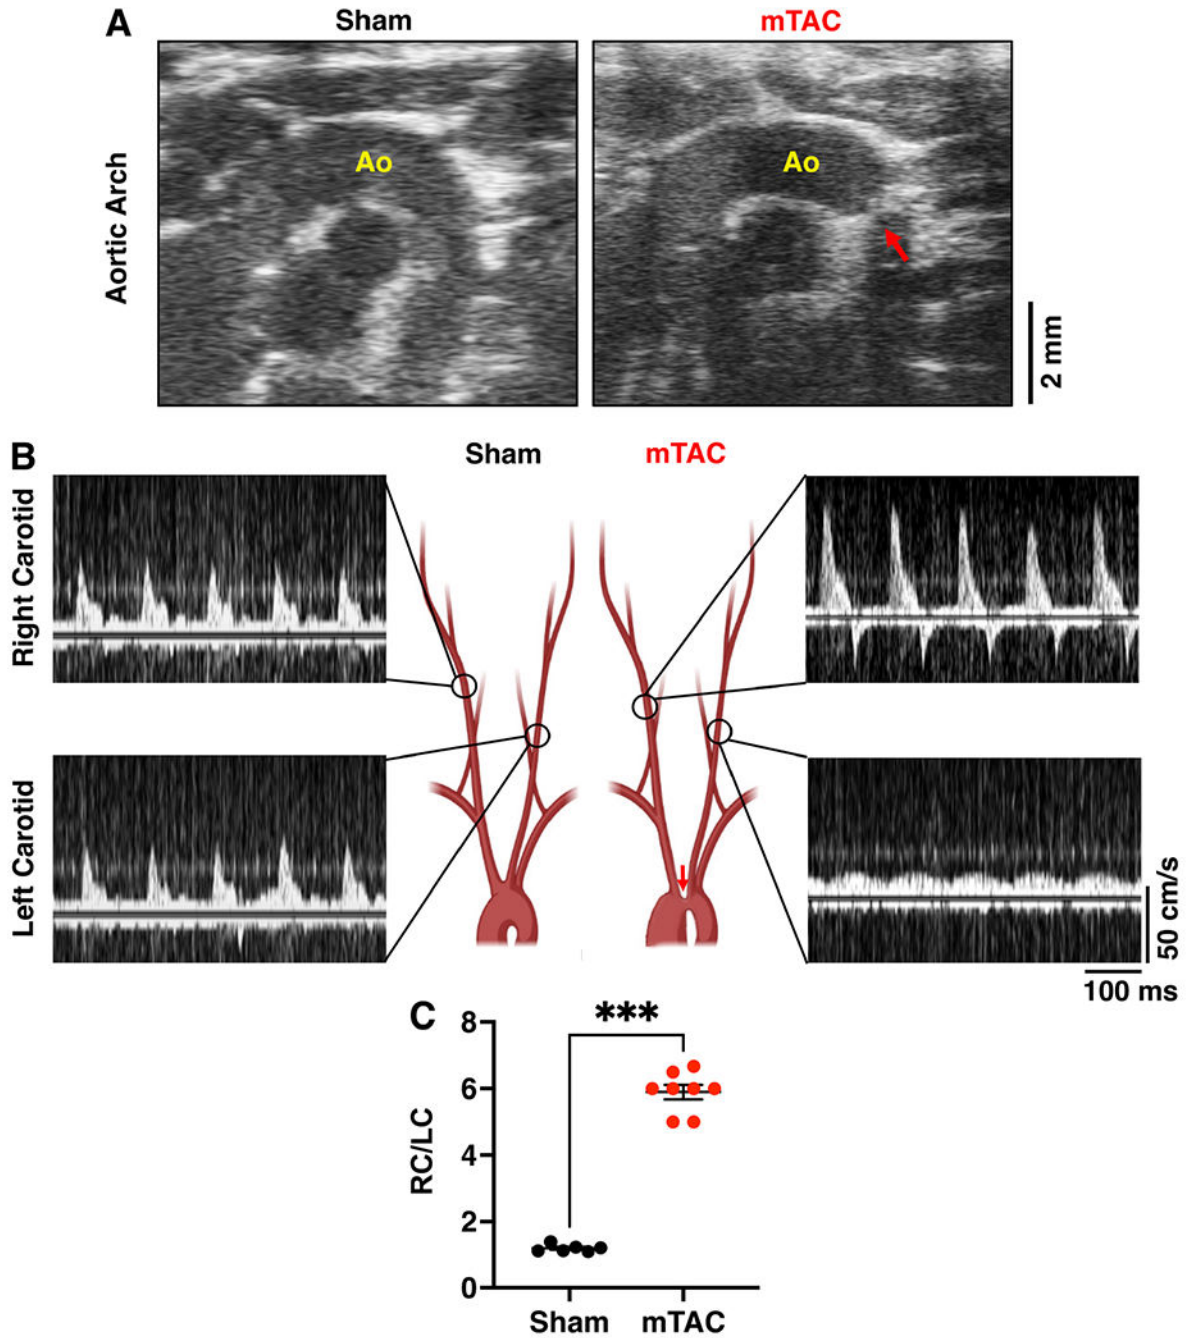 A
Sham
mTAC
Aortic Arch
Ao
Ao
2 mm
B
Sham
mTAC
Right Carotid
Left Carotid
50 cm/s
100 ms
C
***
RC/LC
8
6
4
2
0
Sham
mTAC